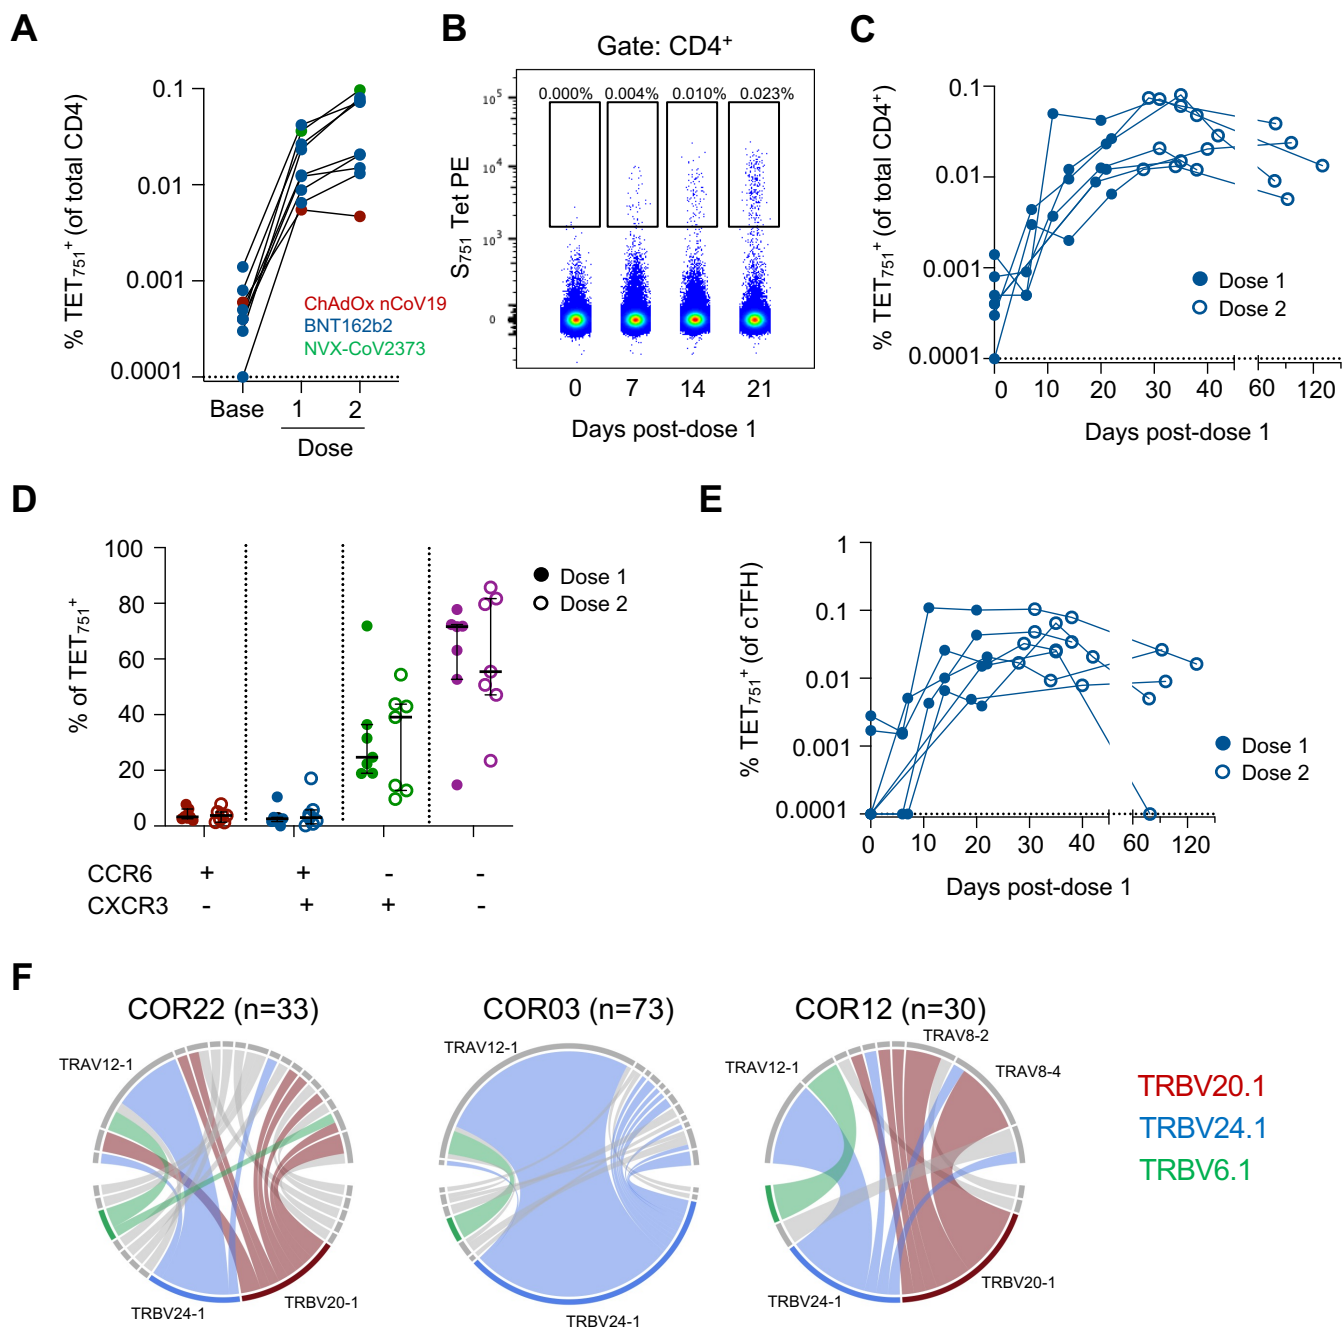 A
% TET751+ (of total CD4)
0.1
0.01
0.001
0.0001
ChAdOx nCoV19
BNT162b2
NVX-CoV2373
Base
1
2
Dose
B
Gate: CD4+
S751 Tet PE
10^5
10^4
10^3
0
0.000%
0.004%
0.010%
0.023%
0
7
14
21
Days post-dose 1
C
% TET751+ (of total CD4+)
0.1
0.01
0.001
0.0001
Dose 1
Dose 2
0
10
20
30
40
60
120
Days post-dose 1
D
% of TET751+
100
80
60
40
20
0
Dose 1
Dose 2
CCR6 + + - -
CXCR3 - + + -
E
% TET751+ (of cTFH)
1
0.1
0.01
0.001
0.0001
Dose 1
Dose 2
0
10
20
30
40
60
120
Days post-dose 1
F
COR22 (n=33)
TRAV12-1
TRBV24-1
TRBV20-1
COR03 (n=73)
TRAV12-1
TRBV24-1
COR12 (n=30)
TRAV8-2
TRAV12-1
TRAV8-4
TRBV24-1
TRBV20-1
TRBV20.1
TRBV24.1
TRBV6.1